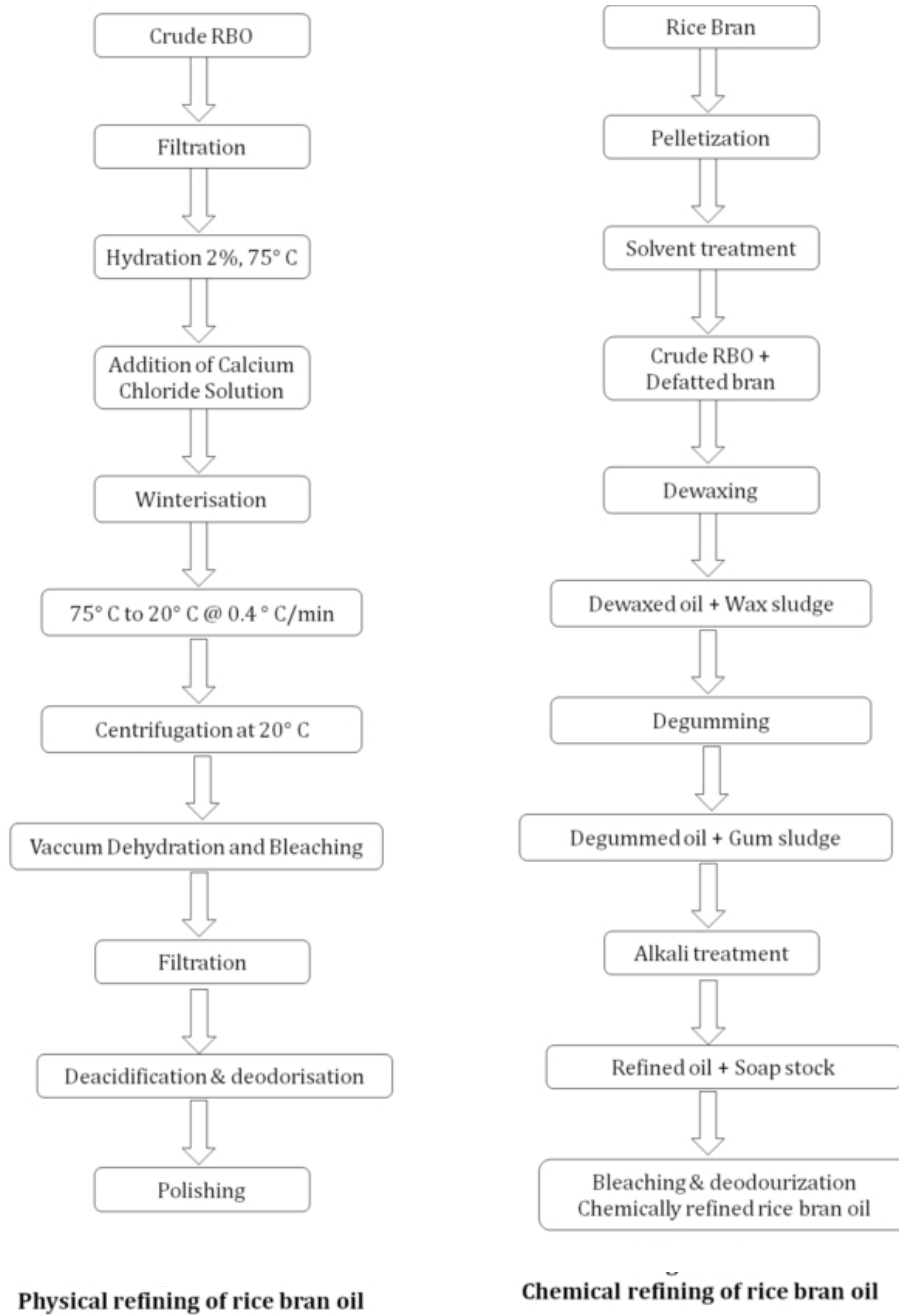 Crude RBO
Filtration
Hydration 2%, 75° C
Addition of Calcium
Chloride Solution
Winterisation
75° C to 20° C @ 0.4 ° C/min
Centrifugation at 20° C
Vaccum Dehydration and Bleaching
Filtration
Deacidification & deodorisation
Polishing
Physical refining of rice bran oil
Rice Bran
Pelletization
Solvent treatment
Crude RBO +
Defatted bran
Dewaxing
Dewaxed oil + Wax sludge
Degumming
Degummed oil + Gum sludge
Alkali treatment
Refined oil + Soap stock
Bleaching & deodourization
Chemically refined rice bran oil
Chemical refining of rice bran oil